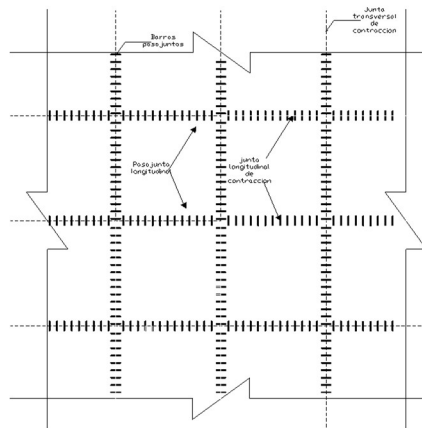 Junta
transversal
de
contraccion
Barras
pasajuntas
Pasajunta
longitudinal
junta
longitudinal
de
contraccion